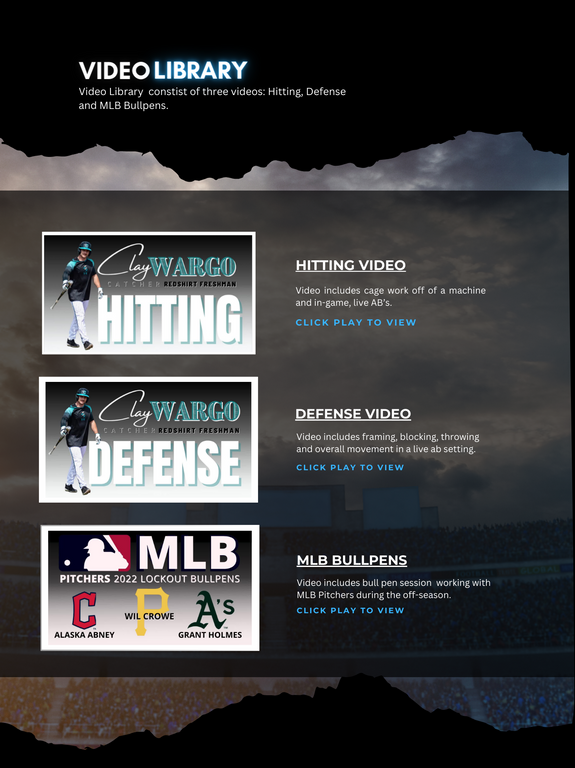 VIDEO LIBRARY
Video Library constist of three videos: Hitting, Defense
and MLB Bullpens.
Clay WARGO
CATCHER REDSHIRT FRESHMAN
HITTING
HITTING VIDEO
Video includes cage work off of a machine
and in-game, live AB's.
CLICK PLAY TO VIEW
Clay WARGO
CATCHER REDSHIRT FRESHMAN
DEFENSE
DEFENSE VIDEO
Video includes framing, blocking, throwing
and overall movement in a live ab setting.
CLICK PLAY TO VIEW
MLB
PITCHERS 2022 LOCKOUT BULLPENS
C P A's
WIL CROWE
ALASKA ABNEY GRANT HOLMES
MLB BULLPENS
Video includes bull pen session working with
MLB Pitchers during the off-season.
CLICK PLAY TO VIEW